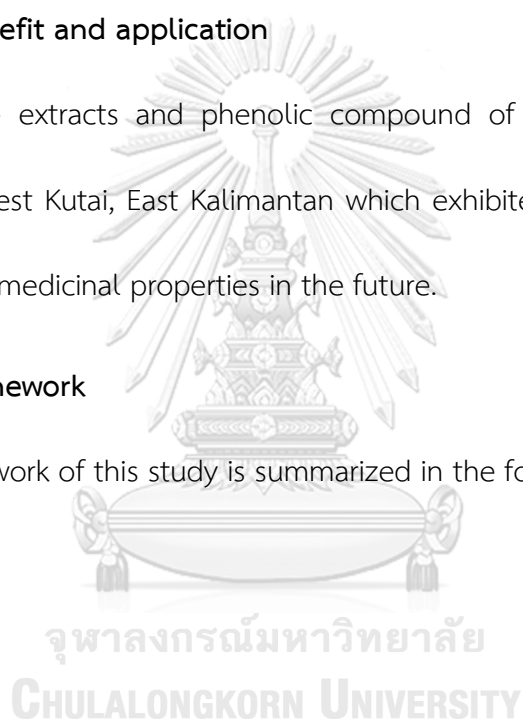 efit and application
extracts and phenolic compound of
est Kutai, East Kalimantan which exhibite
medicinal properties in the future.
ework
work of this study is summarized in the fo
จุฬาลงกรณ์มหาวิทยาลัย
CHULALONGKORN UNIVERSITY